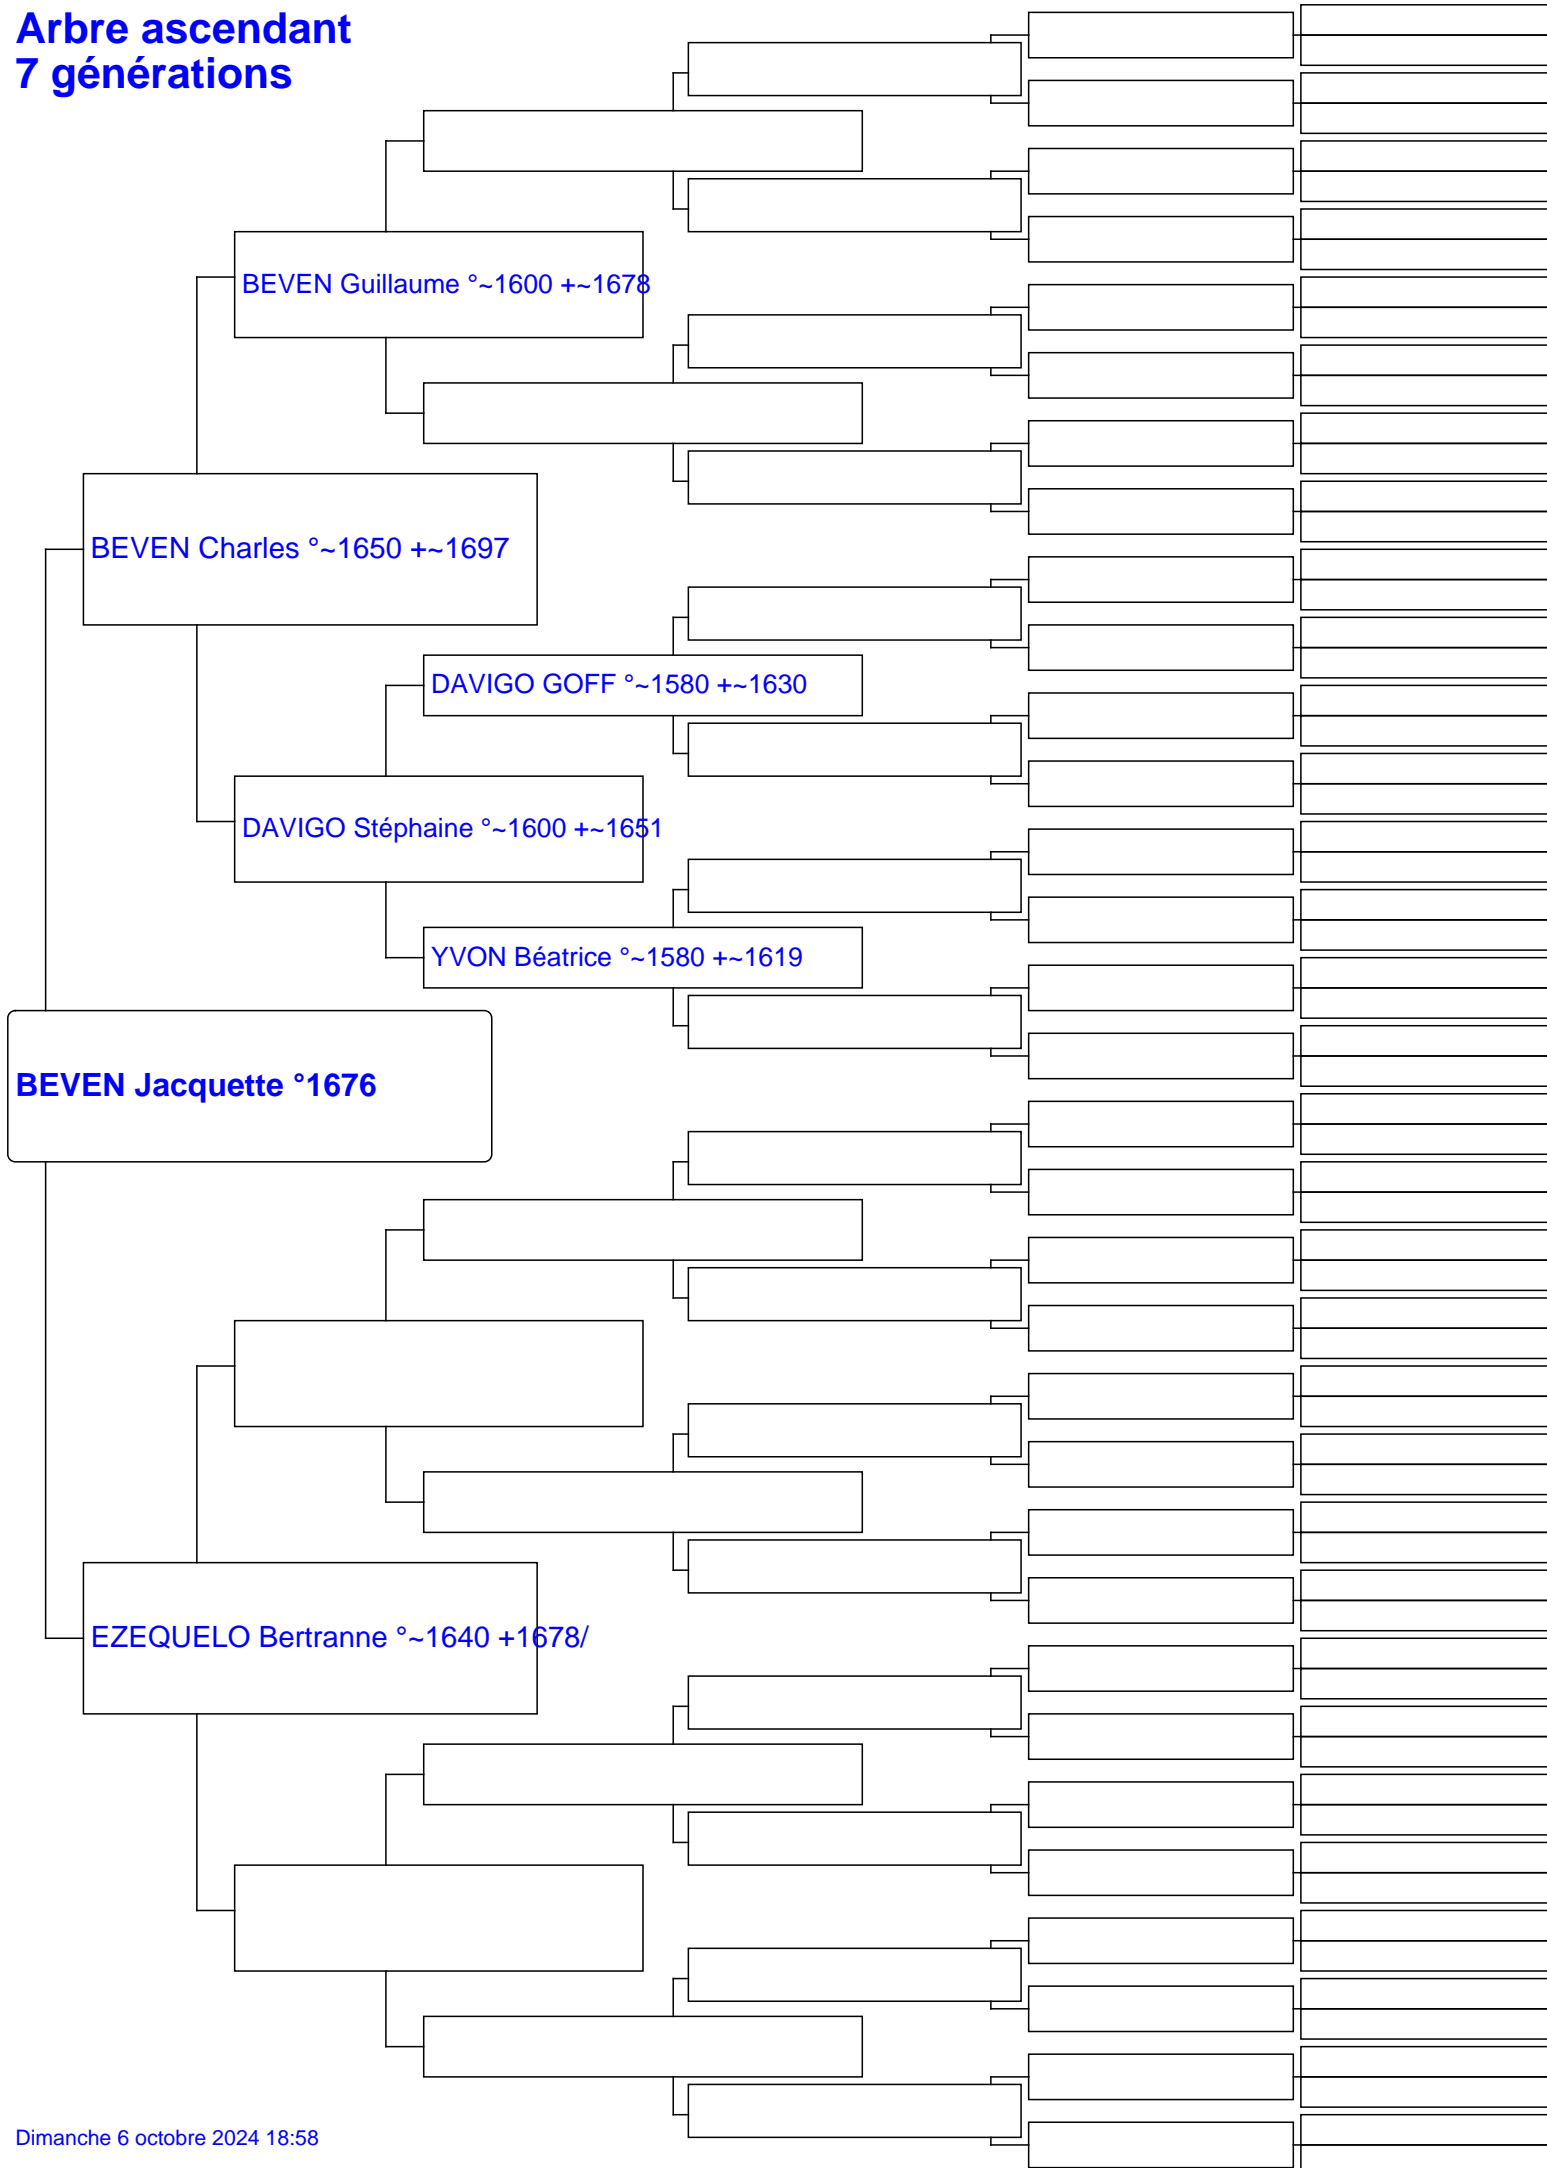 Arbre ascendant
7 générations
BEVEN Guillaume °~1600 +~1678
BEVEN Charles °~1650 +~1697
DAVIGO GOFF °~1580 +~1630
DAVIGO Stéphaine °~1600 +~1651
YVON Béatrice °~1580 +~1619
BEVEN Jacquette °1676
EZEQUELO Bertranne °~1640 +1678/
Dimanche 6 octobre 2024 18:58